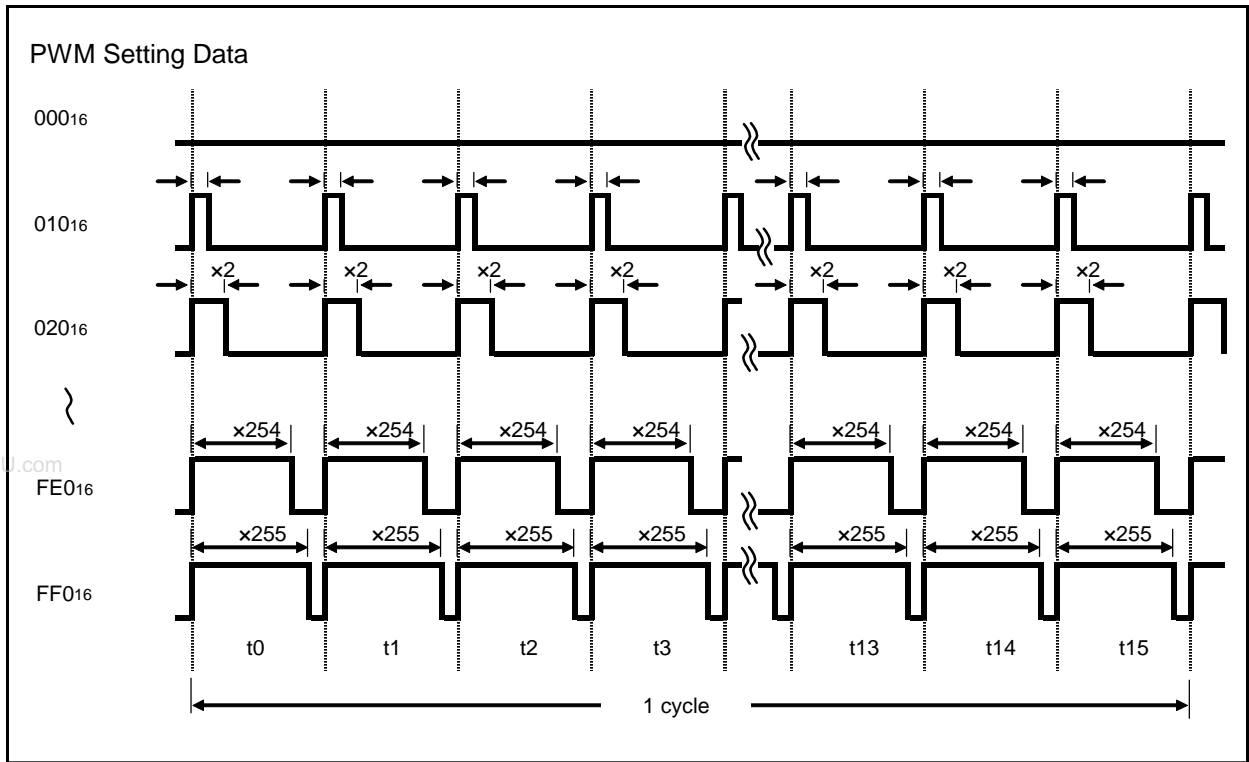 PWM Setting Data
00016
01016
×2 ×2 ×2 ×2 ×2 ×2 ×2
02016
×254 ×254 ×254 ×254 ×254 ×254 ×254
U.com
FE016
×255 ×255 ×255 ×255 ×255 ×255 ×255
FF016
t0 t1 t2 t3 t13 t14 t15
1 cycle